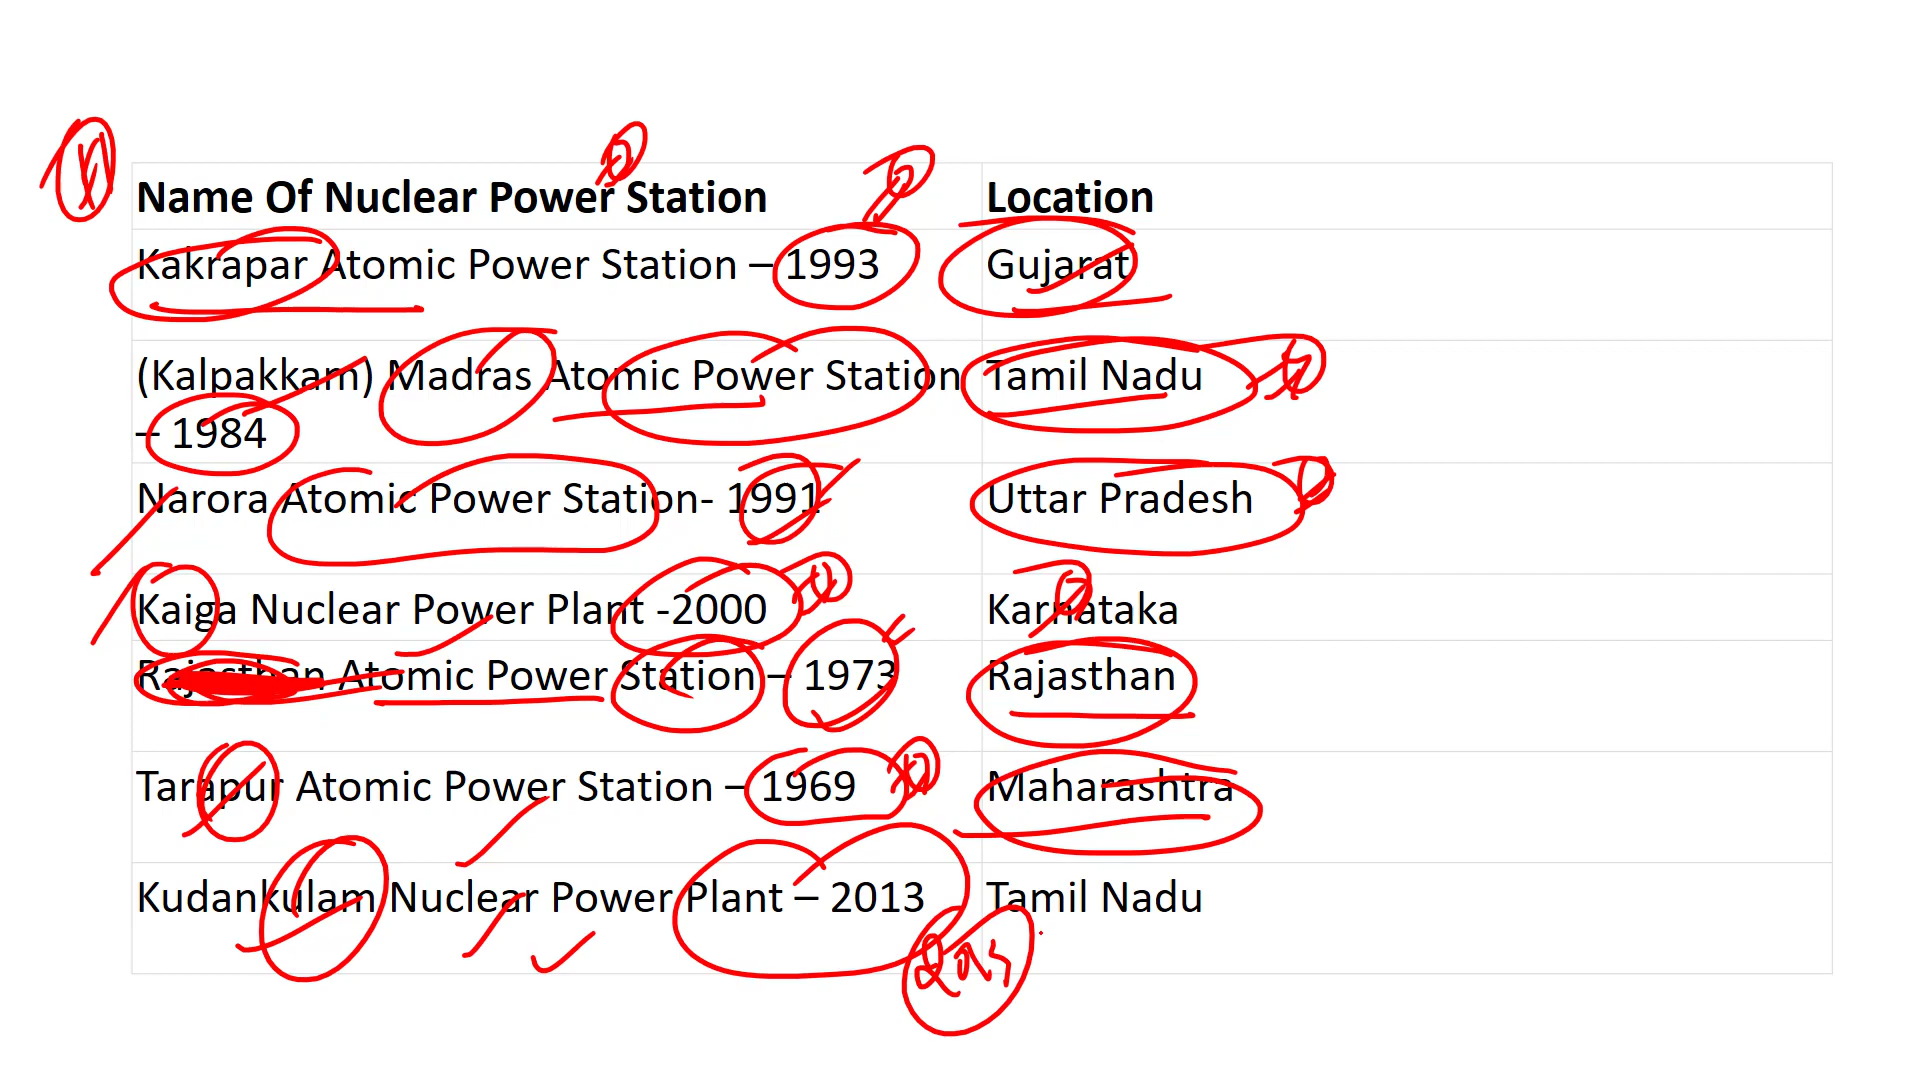 Name Of Nuclear Power Station Location
Kakrapar Atomic Power Station – 1993 Gujarat
(Kalpakkam) Madras Atomic Power Station Tamil Nadu
– 1984
Narora Atomic Power Station- 1991 Uttar Pradesh
Kaiga Nuclear Power Plant -2000 Karnataka
Rajasthan Atomic Power Station – 1973 Rajasthan
Tarapur Atomic Power Station – 1969 Maharashtra
Kudankulam Nuclear Power Plant – 2013 Tamil Nadu